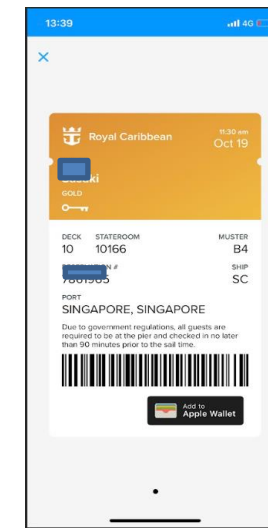 13:39
4G
Royal Caribbean
11:30 am
Oct 19
GOLD
DECK STATEROOM MUSTER
10 10166 B4
SHIP
SC
PORT
SINGAPORE, SINGAPORE
Due to government regulations, all guests are
required to be at the pier and checked in no later
than 90 minutes prior to the sail time.
Add to
Apple Wallet